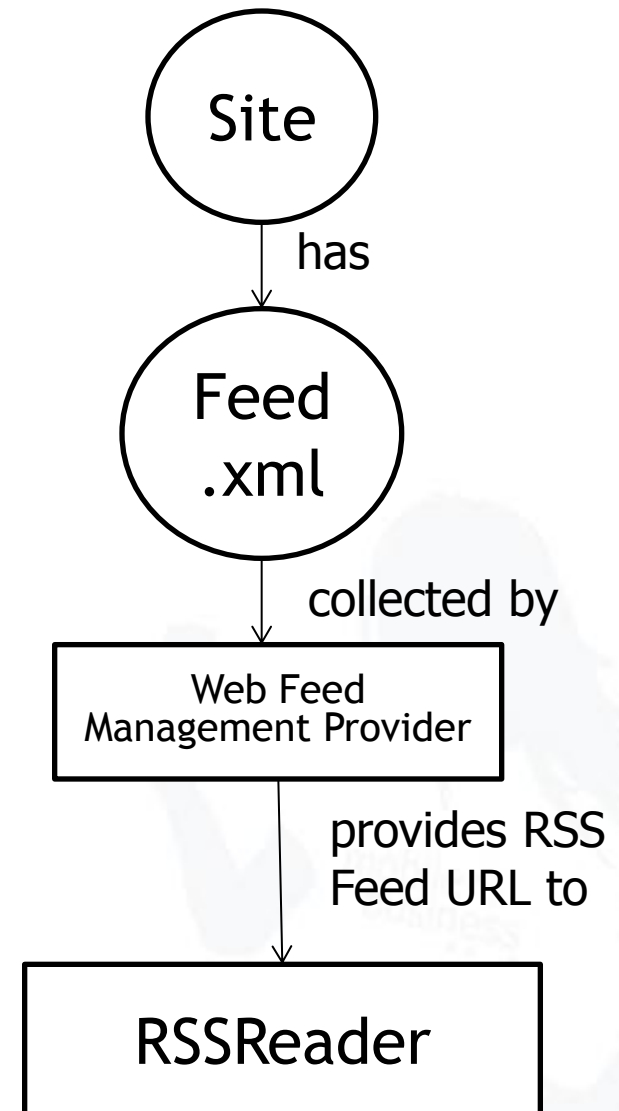 Site
has
Feed
.xml
collected by
Web Feed
Management Provider
provides RSS
Feed URL to
RSSReader